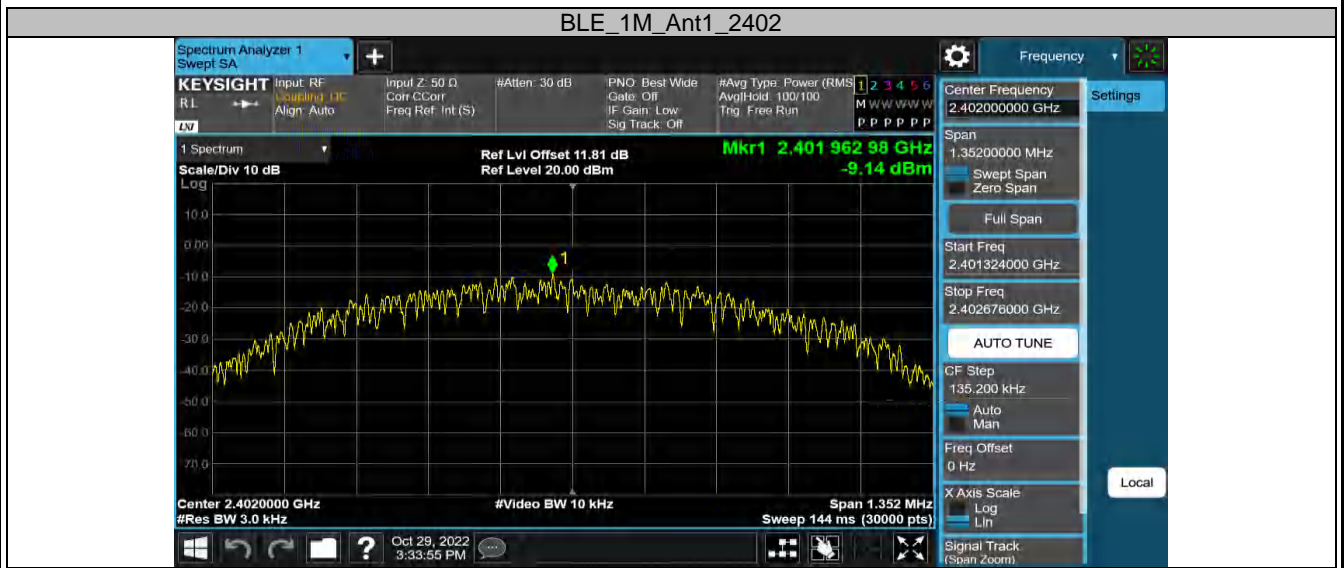 BLE_1M_Ant1_2402
Spectrum Analyzer 1
Swept SA
Frequency
KEYSIGHT
RL
LXI
Input: RF
Coupling: DC
Align: Auto
Input Z: 50 Ω
Corr CCorr
Freq Ref: Int (S)
#Atten: 30 dB
PNO: Best Wide
Gate: Off
IF Gain: Low
Sig Track: Off
#Avg Type: Power (RMS
Avg|Hold: 100/100
Trig: Free Run
1 2 3 4 5 6
M W W W W W
P P P P P P
Center Frequency
2.402000000 GHz
Settings
1 Spectrum
Scale/Div 10 dB
Log
Ref Lvl Offset 11.81 dB
Ref Level 20.00 dBm
Mkr1 2.401 962 98 GHz
-9.14 dBm
Span
1.35200000 MHz
Swept Span
Zero Span
Full Span
Start Freq
2.401324000 GHz
Stop Freq
2.402676000 GHz
AUTO TUNE
CF Step
135.200 kHz
Auto
Man
Freq Offset
0 Hz
X Axis Scale
Log
Lin
Signal Track
(Span Zoom)
Local
10.0
0.00
-10.0
-20.0
-30.0
-40.0
-50.0
-60.0
-70.0
1
Center 2.4020000 GHz
#Res BW 3.0 kHz
#Video BW 10 kHz
Span 1.352 MHz
Sweep 144 ms (30000 pts)
?
Oct 29, 2022
3:33:55 PM